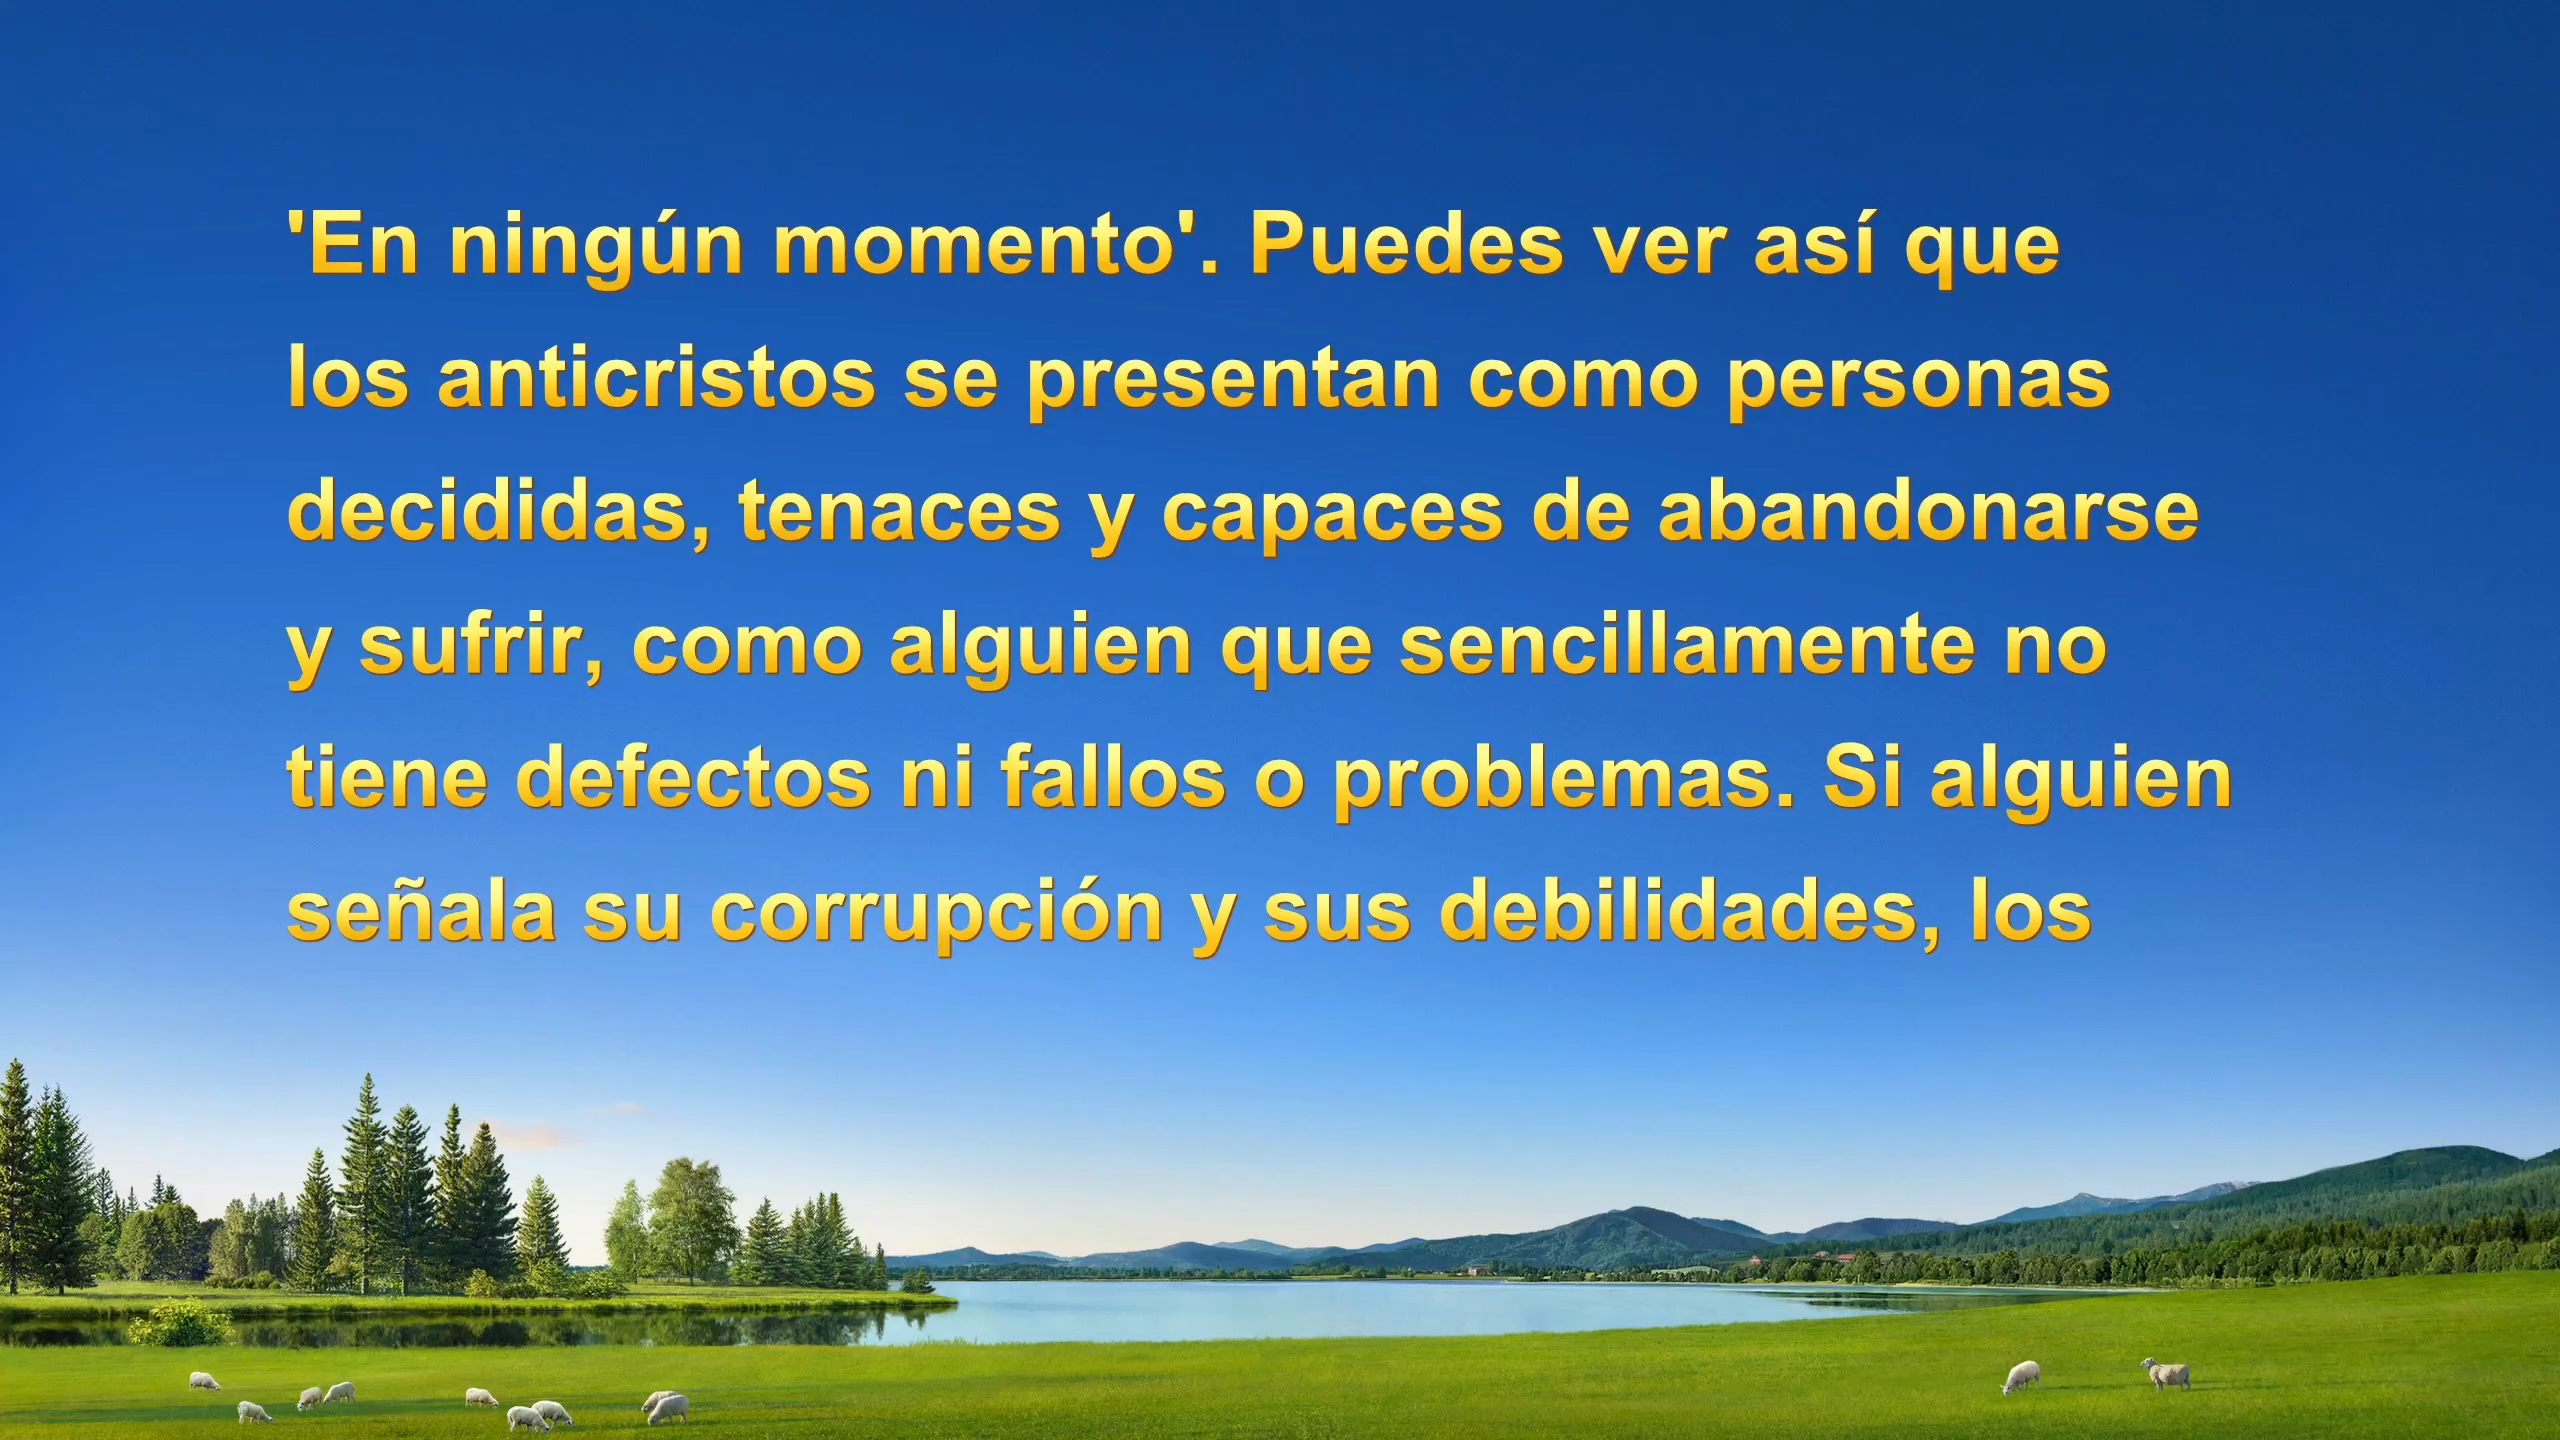 'En ningún momento'. Puedes ver así que
los anticristos se presentan como personas
decididas, tenaces y capaces de abandonarse
y sufrir, como alguien que sencillamente no
tiene defectos ni fallos o problemas. Si alguien
señala su corrupción y sus debilidades, los